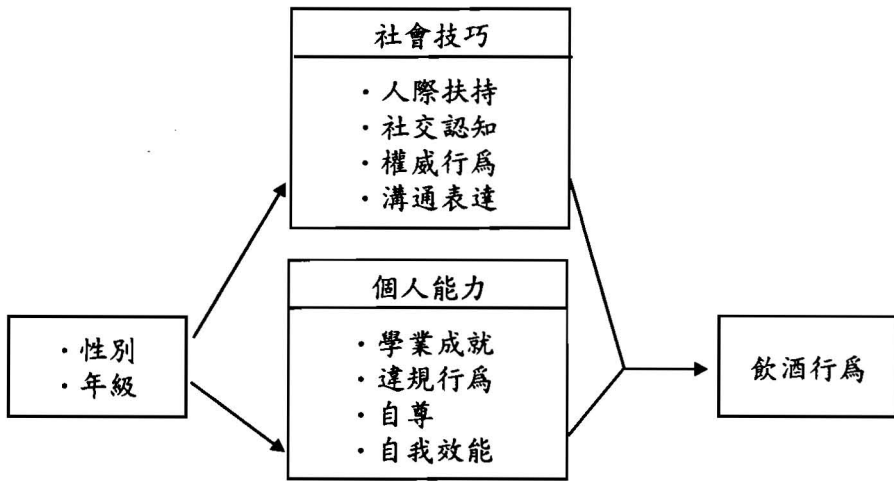 社會技巧
・人際扶持
・社交認知
・權威行爲
・溝通表達
個人能力
・學業成就
・違規行爲
・自尊
・自我效能
・性別
・年級
飲酒行爲